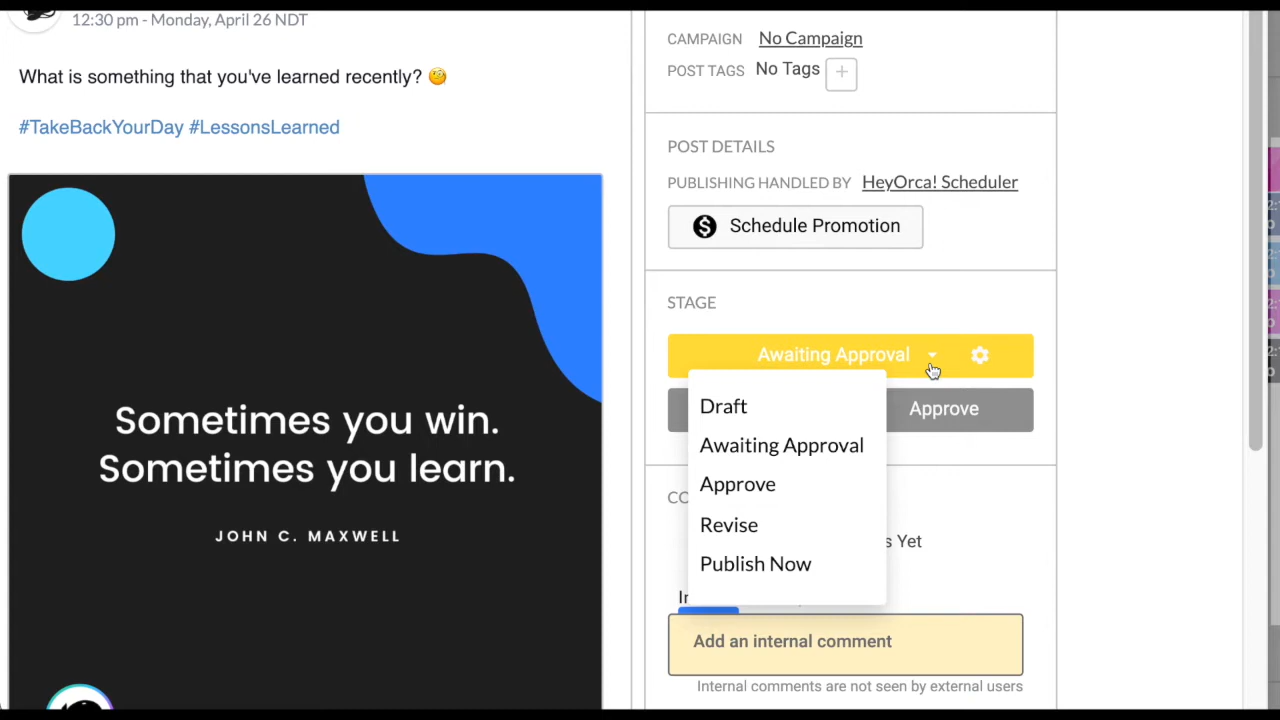 12:30 pm - Monday, April 26 NDT
What is something that you've learned recently? 🧐
#TakeBackYourDay #LessonsLearned
Sometimes you win.
Sometimes you learn.
JOHN C. MAXWELL
CAMPAIGN No Campaign
POST TAGS No Tags +
POST DETAILS
PUBLISHING HANDLED BY HeyOrca! Scheduler
Schedule Promotion
STAGE
Awaiting Approval
Approve
Draft
Awaiting Approval
Approve
Revise
Publish Now
s Yet
Add an internal comment
Internal comments are not seen by external users